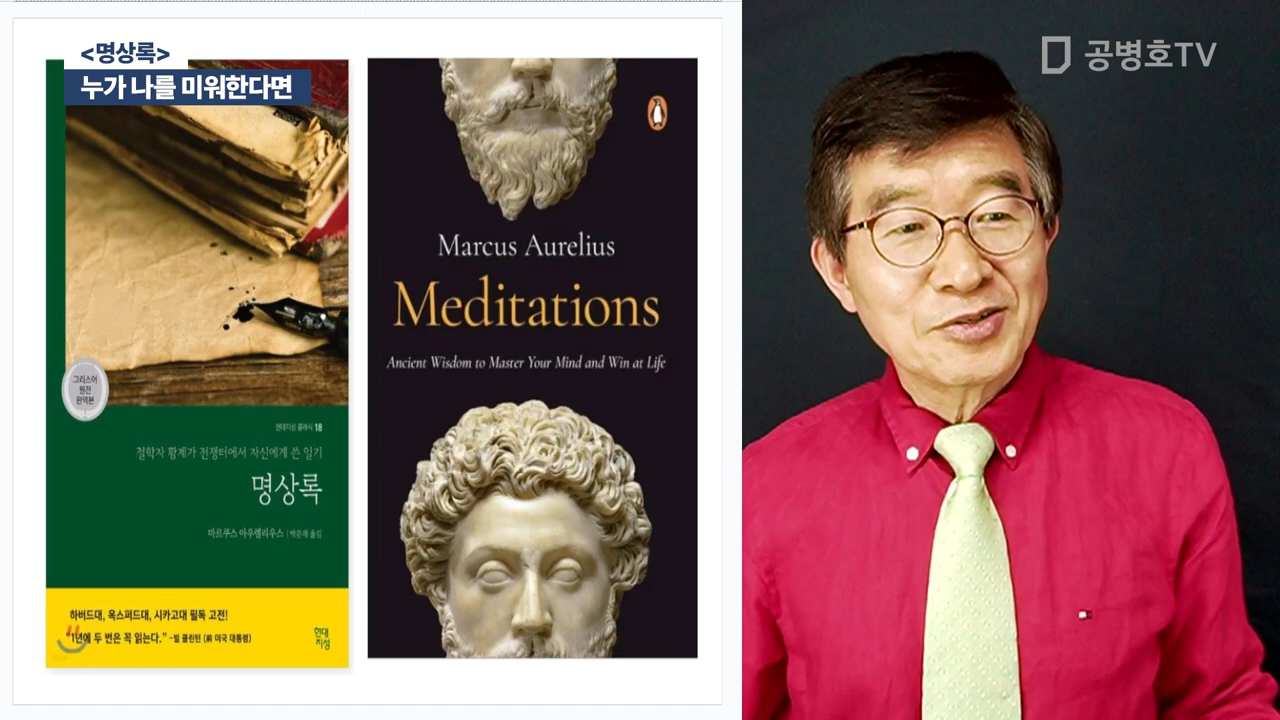 <명상록>
누가 나를 미워한다면
공병호TV
그리스어
원전
완역본
현대지성 클래식 18
철학자 황제가 전쟁터에서 자신에게 쓴 일기
명상록
마르쿠스 아우렐리우스 | 박문재 옮김
하버드대, 옥스퍼드대, 시카고대 필독 고전!
"1년에 두 번은 꼭 읽는다." -빌 클린턴 (前 미국 대통령)
현대
지성
Marcus Aurelius
Meditations
Ancient Wisdom to Master Your Mind and Win at Life